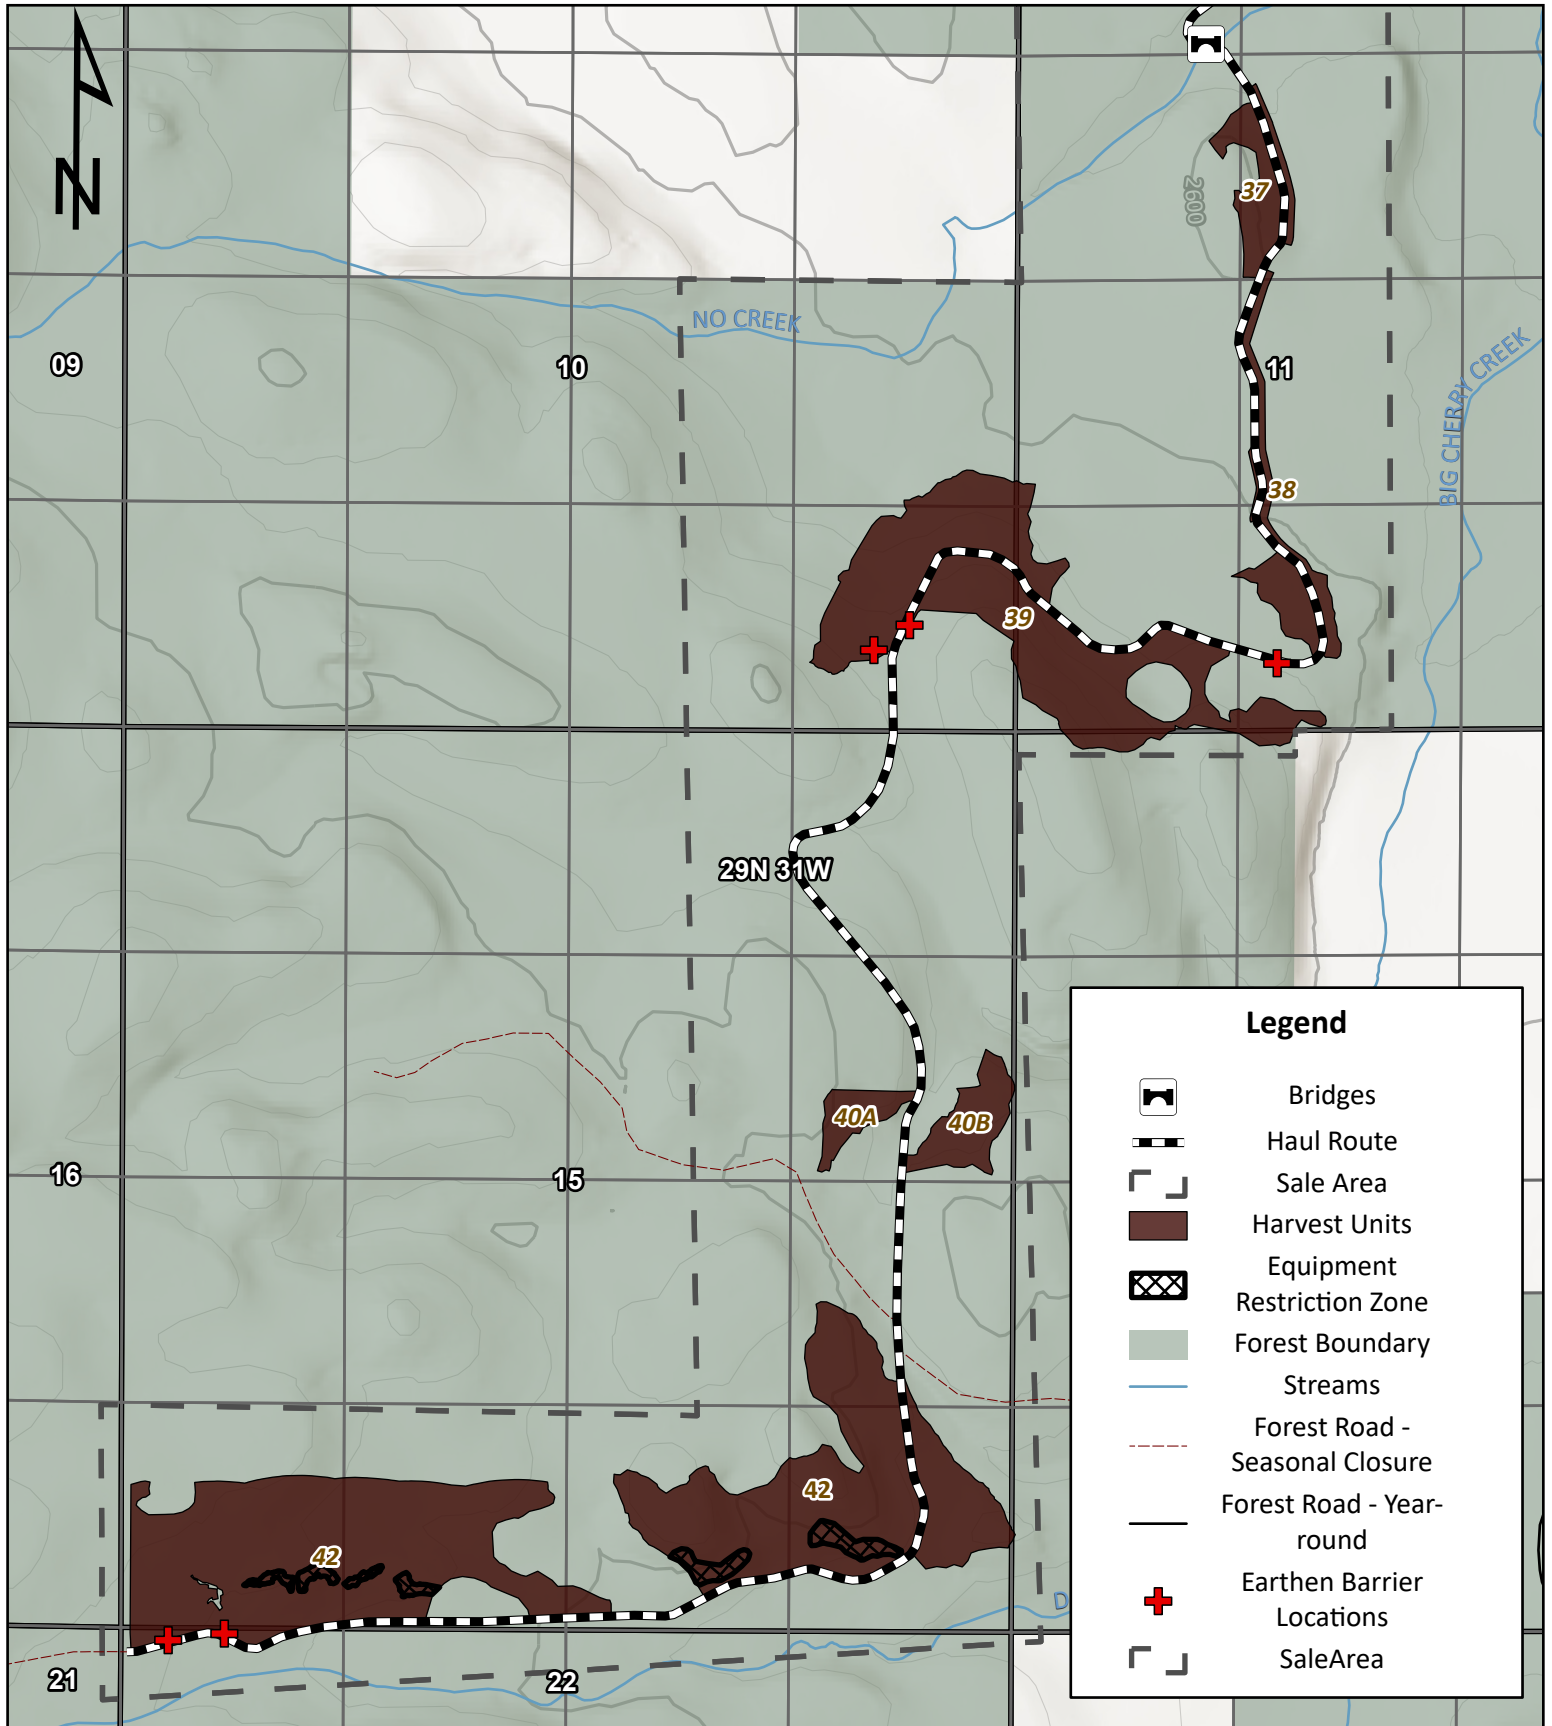 N
37
2600
NO CREEK
09
10
11
BIG CHERRY CREEK
38
39
29N 31W
40A
40B
16
15
42
42
D
21
22
Legend
Bridges
Haul Route
Sale Area
Harvest Units
Equipment
Restriction Zone
Forest Boundary
Streams
Forest Road -
Seasonal Closure
Forest Road - Year-
round
Earthen Barrier
Locations
SaleArea